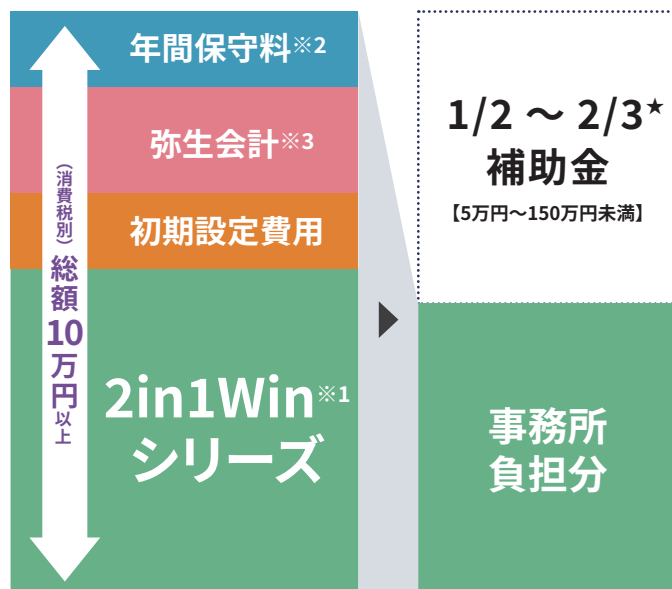 年間保守料※2
弥生会計※3
初期設定費用
2in1Win※1
シリーズ
（消費税別）総額10万円以上
1/2 ～ 2/3★
補助金
【5万円～150万円未満】
事務所
負担分